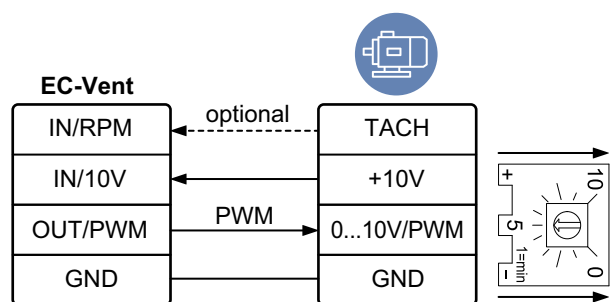 EC-Vent
IN/RPM
optional
TACH
IN/10V
+10V
OUT/PWM
PWM
0...10V/PWM
GND
GND
+
5
-
1=min
10
0